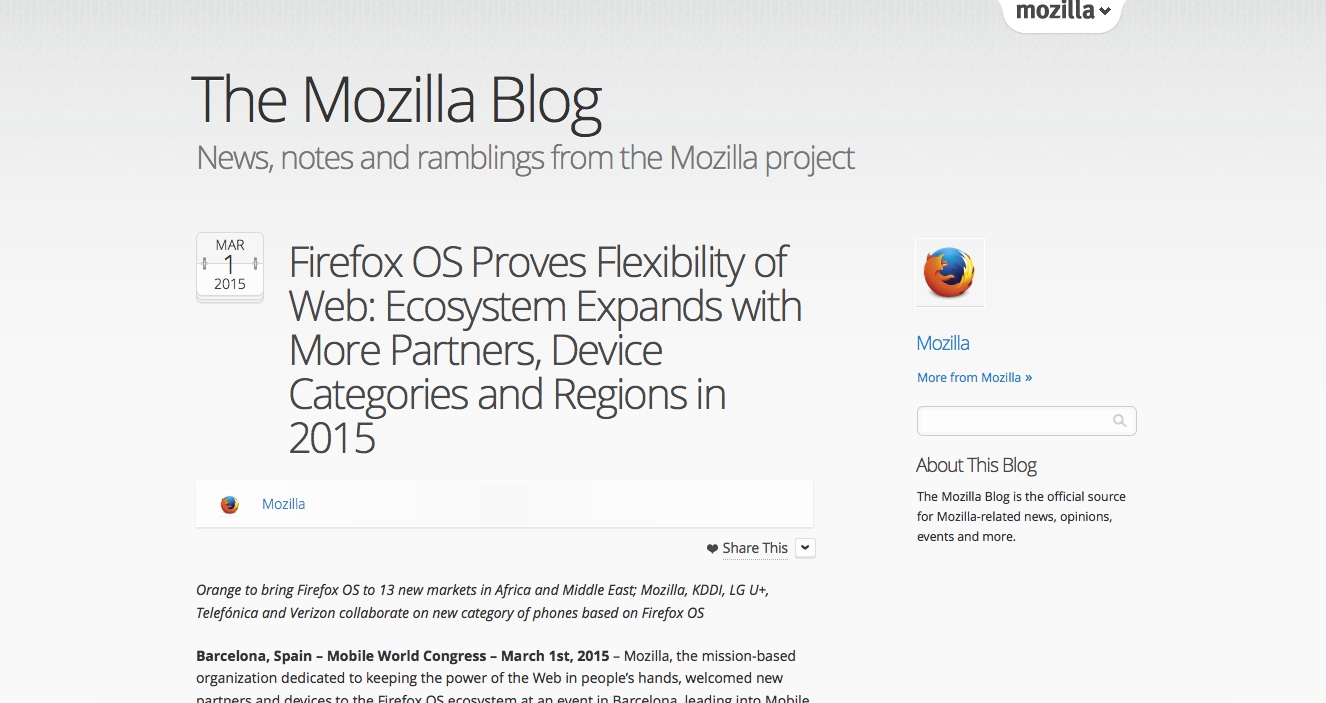 mozilla
The Mozilla Blog
News, notes and ramblings from the Mozilla project
MAR
1
2015
Firefox OS Proves Flexibility of
Web: Ecosystem Expands with
More Partners, Device
Categories and Regions in
2015
Mozilla
Share This
Orange to bring Firefox OS to 13 new markets in Africa and Middle East; Mozilla, KDDI, LG U+,
Telefónica and Verizon collaborate on new category of phones based on Firefox OS
Barcelona, Spain – Mobile World Congress – March 1st, 2015 – Mozilla, the mission-based
organization dedicated to keeping the power of the Web in people’s hands, welcomed new
partners and devices to the Firefox OS ecosystem at an event in Barcelona, leading into Mobile
Mozilla
More from Mozilla »
About This Blog
The Mozilla Blog is the official source
for Mozilla-related news, opinions,
events and more.